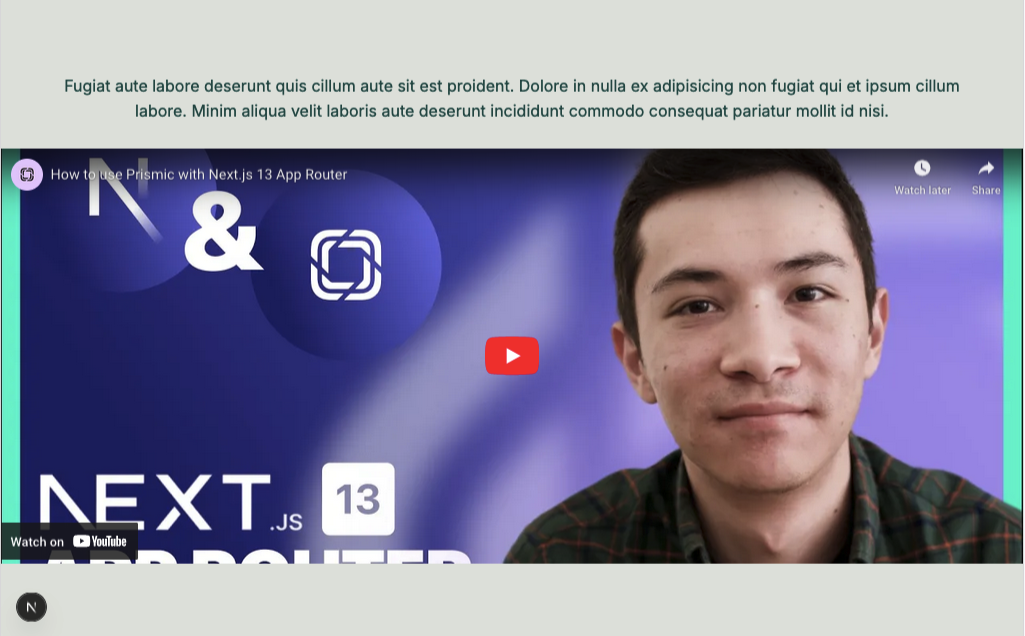 Fugiat aute labore deserunt quis cillum aute sit est proident. Dolore in nulla ex adipisicing non fugiat qui et ipsum cillum
labore. Minim aliqua velit laboris aute deserunt incididunt commodo consequat pariatur mollit id nisi.
How to use Prismic with Next.js 13 App Router
Watch later
Share
N
&
NEXT.JS 13
Watch on YouTube
APP ROUTER
N